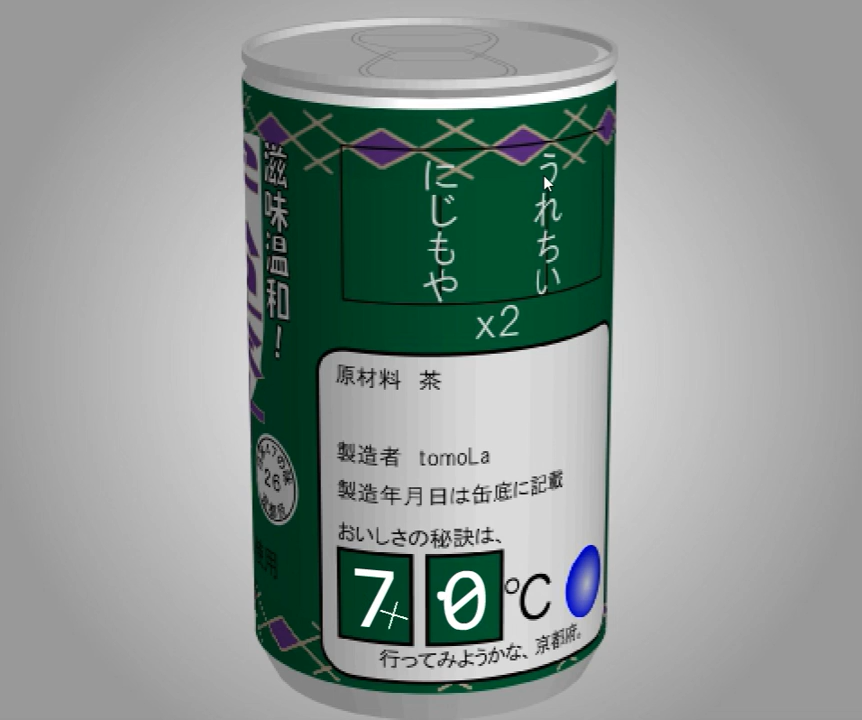 滋味温和!
うれちい
にじもや
x2
原材料 茶
製造者 tomoLa
製造年月日は缶底に記載
おいしさの秘訣は、
70℃
行ってみようかな、京都府。
26